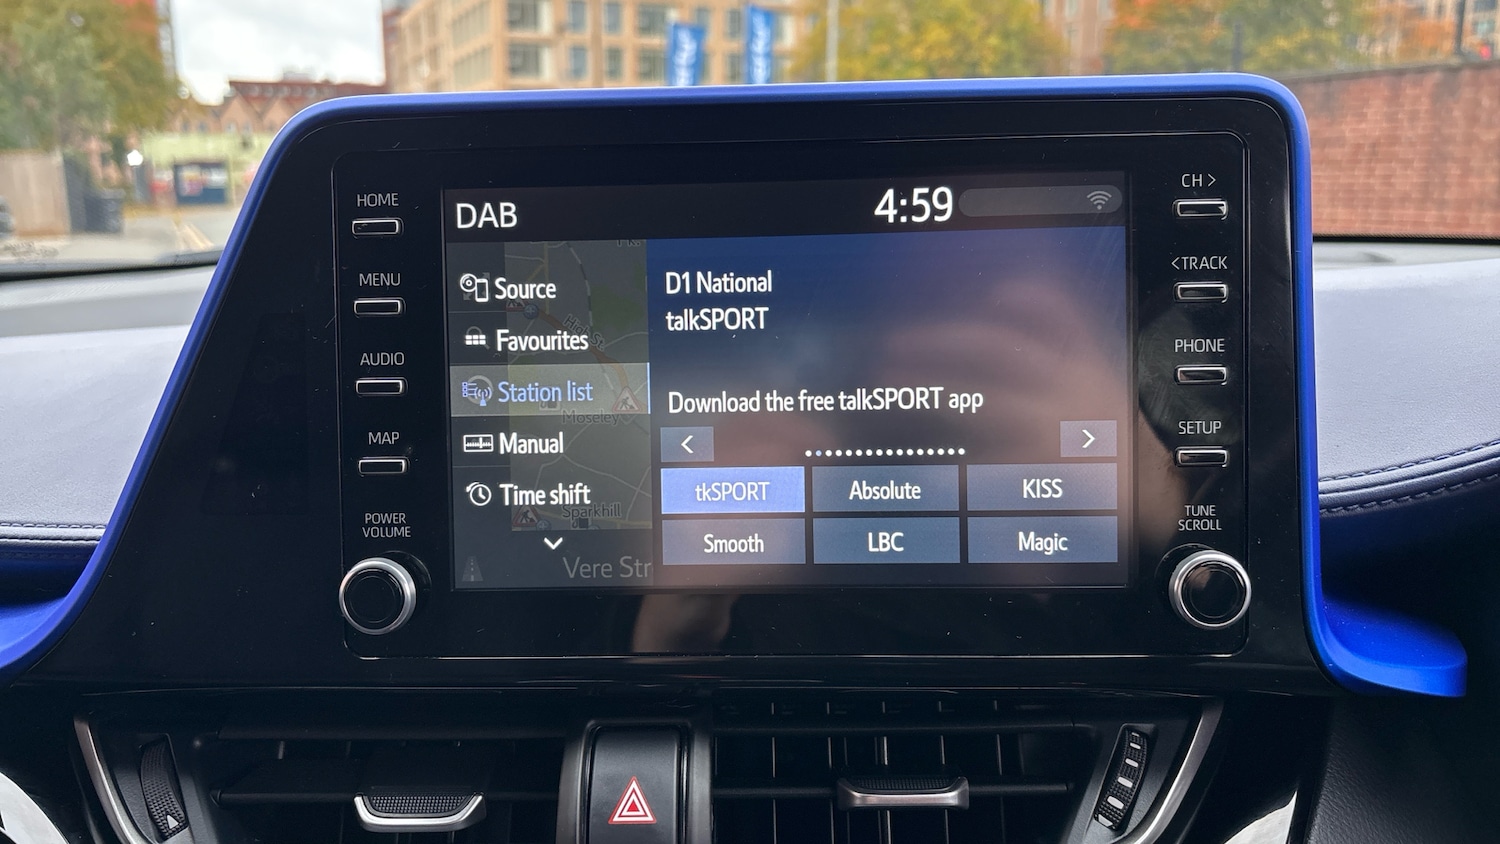 HOME
MENU
AUDIO
MAP
POWER
VOLUME
DAB
4:59
Source
Favourites
Station list
Manual
Time shift
High St
Moseley
Sparkhill
Vere Str
D1 National
talkSPORT
Download the free talkSPORT app
<
>
tkSPORT
Absolute
KISS
Smooth
LBC
Magic
CH >
< TRACK
PHONE
SETUP
TUNE
SCROLL